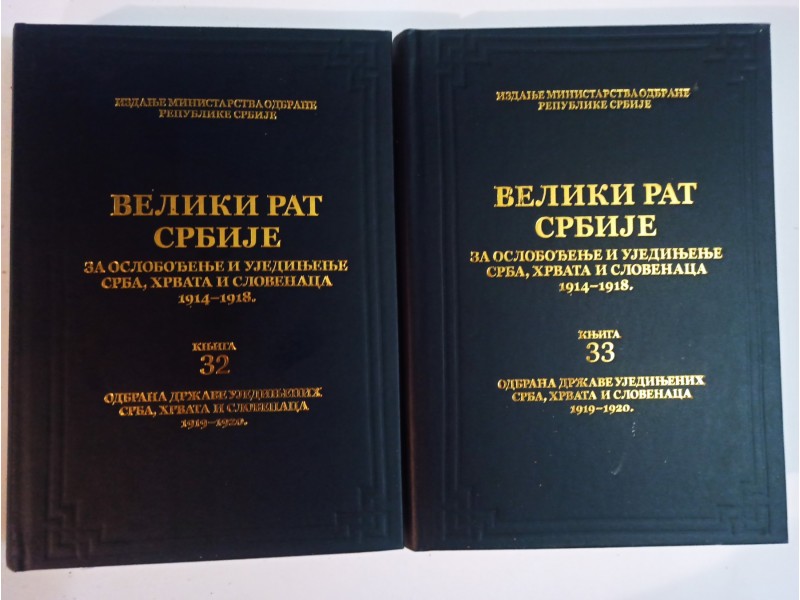 ИЗДАЊЕ МИНИСТАРСТВА ОДБРАНЕ
РЕПУБЛИКЕ СРБИЈЕ
ВЕЛИКИ РАТ
СРБИЈЕ
ЗА ОСЛОБОЂЕЊЕ И УЈЕДИЊЕЊЕ
СРБА, ХРВАТА И СЛОВЕНАЦА
1914–1918.
КЊИГА
32
ОДБРАНА ДРЖАВЕ УЈЕДИЊЕНИХ
СРБА, ХРВАТА И СЛОВЕНАЦА
1919–1920.
ИЗДАЊЕ МИНИСТАРСТВА ОДБРАНЕ
РЕПУБЛИКЕ СРБИЈЕ
ВЕЛИКИ РАТ
СРБИЈЕ
ЗА ОСЛОБОЂЕЊЕ И УЈЕДИЊЕЊЕ
СРБА, ХРВАТА И СЛОВЕНАЦА
1914–1918.
КЊИГА
33
ОДБРАНА ДРЖАВЕ УЈЕДИЊЕНИХ
СРБА, ХРВАТА И СЛОВЕНАЦА
1919–1920.